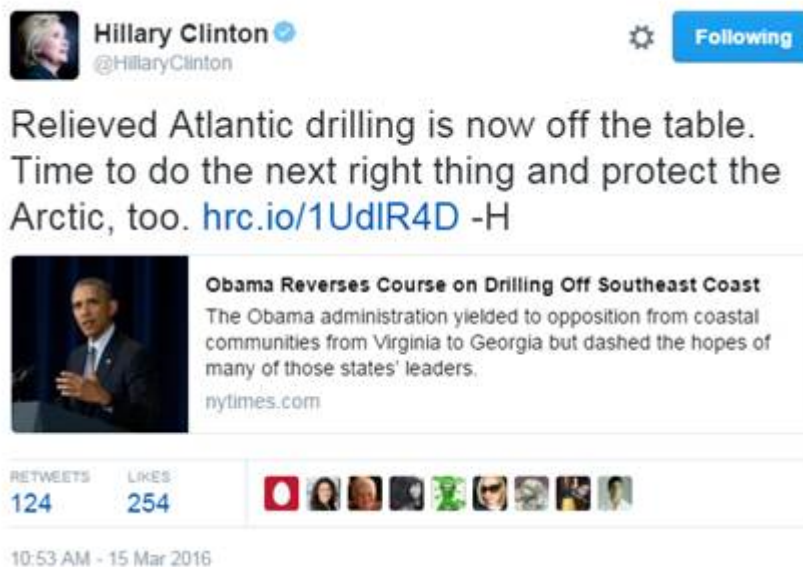 Hillary Clinton
@HillaryClinton
Following
Relieved Atlantic drilling is now off the table.
Time to do the next right thing and protect the
Arctic, too. hrc.io/1UdlR4D -H
Obama Reverses Course on Drilling Off Southeast Coast
The Obama administration yielded to opposition from coastal
communities from Virginia to Georgia but dashed the hopes of
many of those states' leaders.
nytimes.com
RETWEETS LIKES
124 254
10:53 AM - 15 Mar 2016